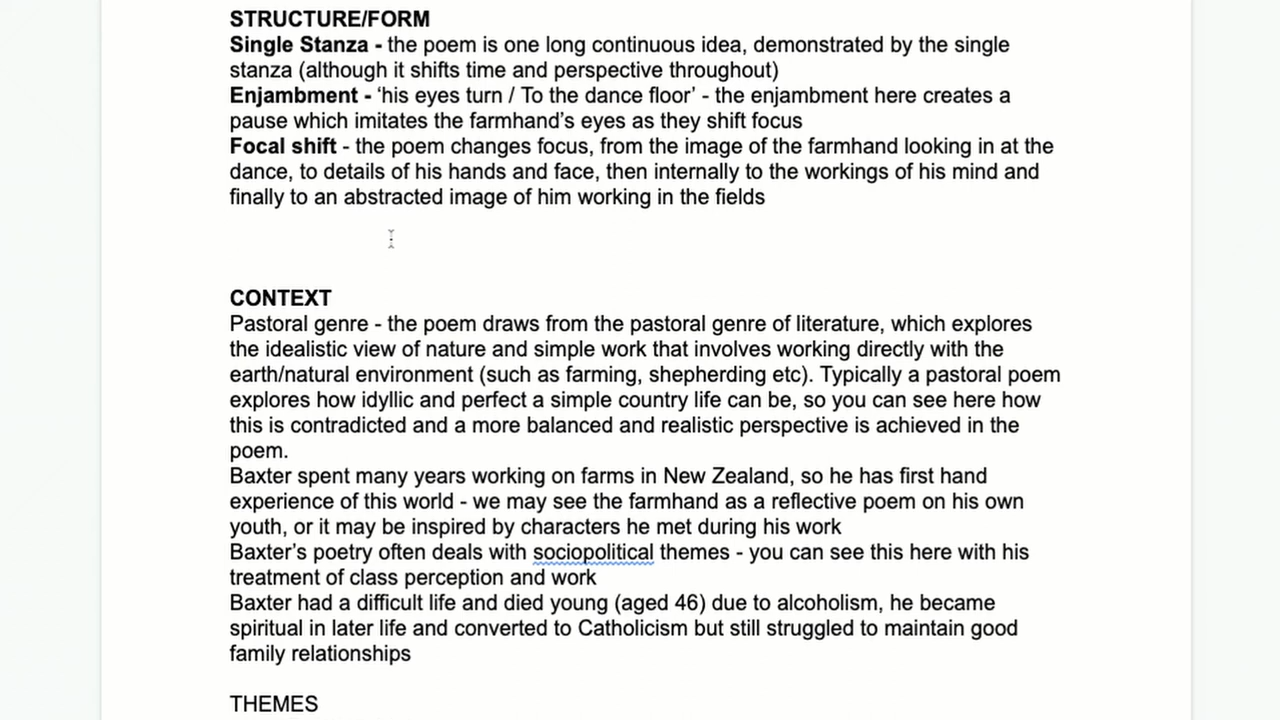 STRUCTURE/FORM
Single Stanza - the poem is one long continuous idea, demonstrated by the single
stanza (although it shifts time and perspective throughout)
Enjambment - ‘his eyes turn / To the dance floor’ - the enjambment here creates a
pause which imitates the farmhand’s eyes as they shift focus
Focal shift - the poem changes focus, from the image of the farmhand looking in at the
dance, to details of his hands and face, then internally to the workings of his mind and
finally to an abstracted image of him working in the fields
CONTEXT
Pastoral genre - the poem draws from the pastoral genre of literature, which explores
the idealistic view of nature and simple work that involves working directly with the
earth/natural environment (such as farming, shepherding etc). Typically a pastoral poem
explores how idyllic and perfect a simple country life can be, so you can see here how
this is contradicted and a more balanced and realistic perspective is achieved in the
poem.
Baxter spent many years working on farms in New Zealand, so he has first hand
experience of this world - we may see the farmhand as a reflective poem on his own
youth, or it may be inspired by characters he met during his work
Baxter’s poetry often deals with sociopolitical themes - you can see this here with his
treatment of class perception and work
Baxter had a difficult life and died young (aged 46) due to alcoholism, he became
spiritual in later life and converted to Catholicism but still struggled to maintain good
family relationships
THEMES